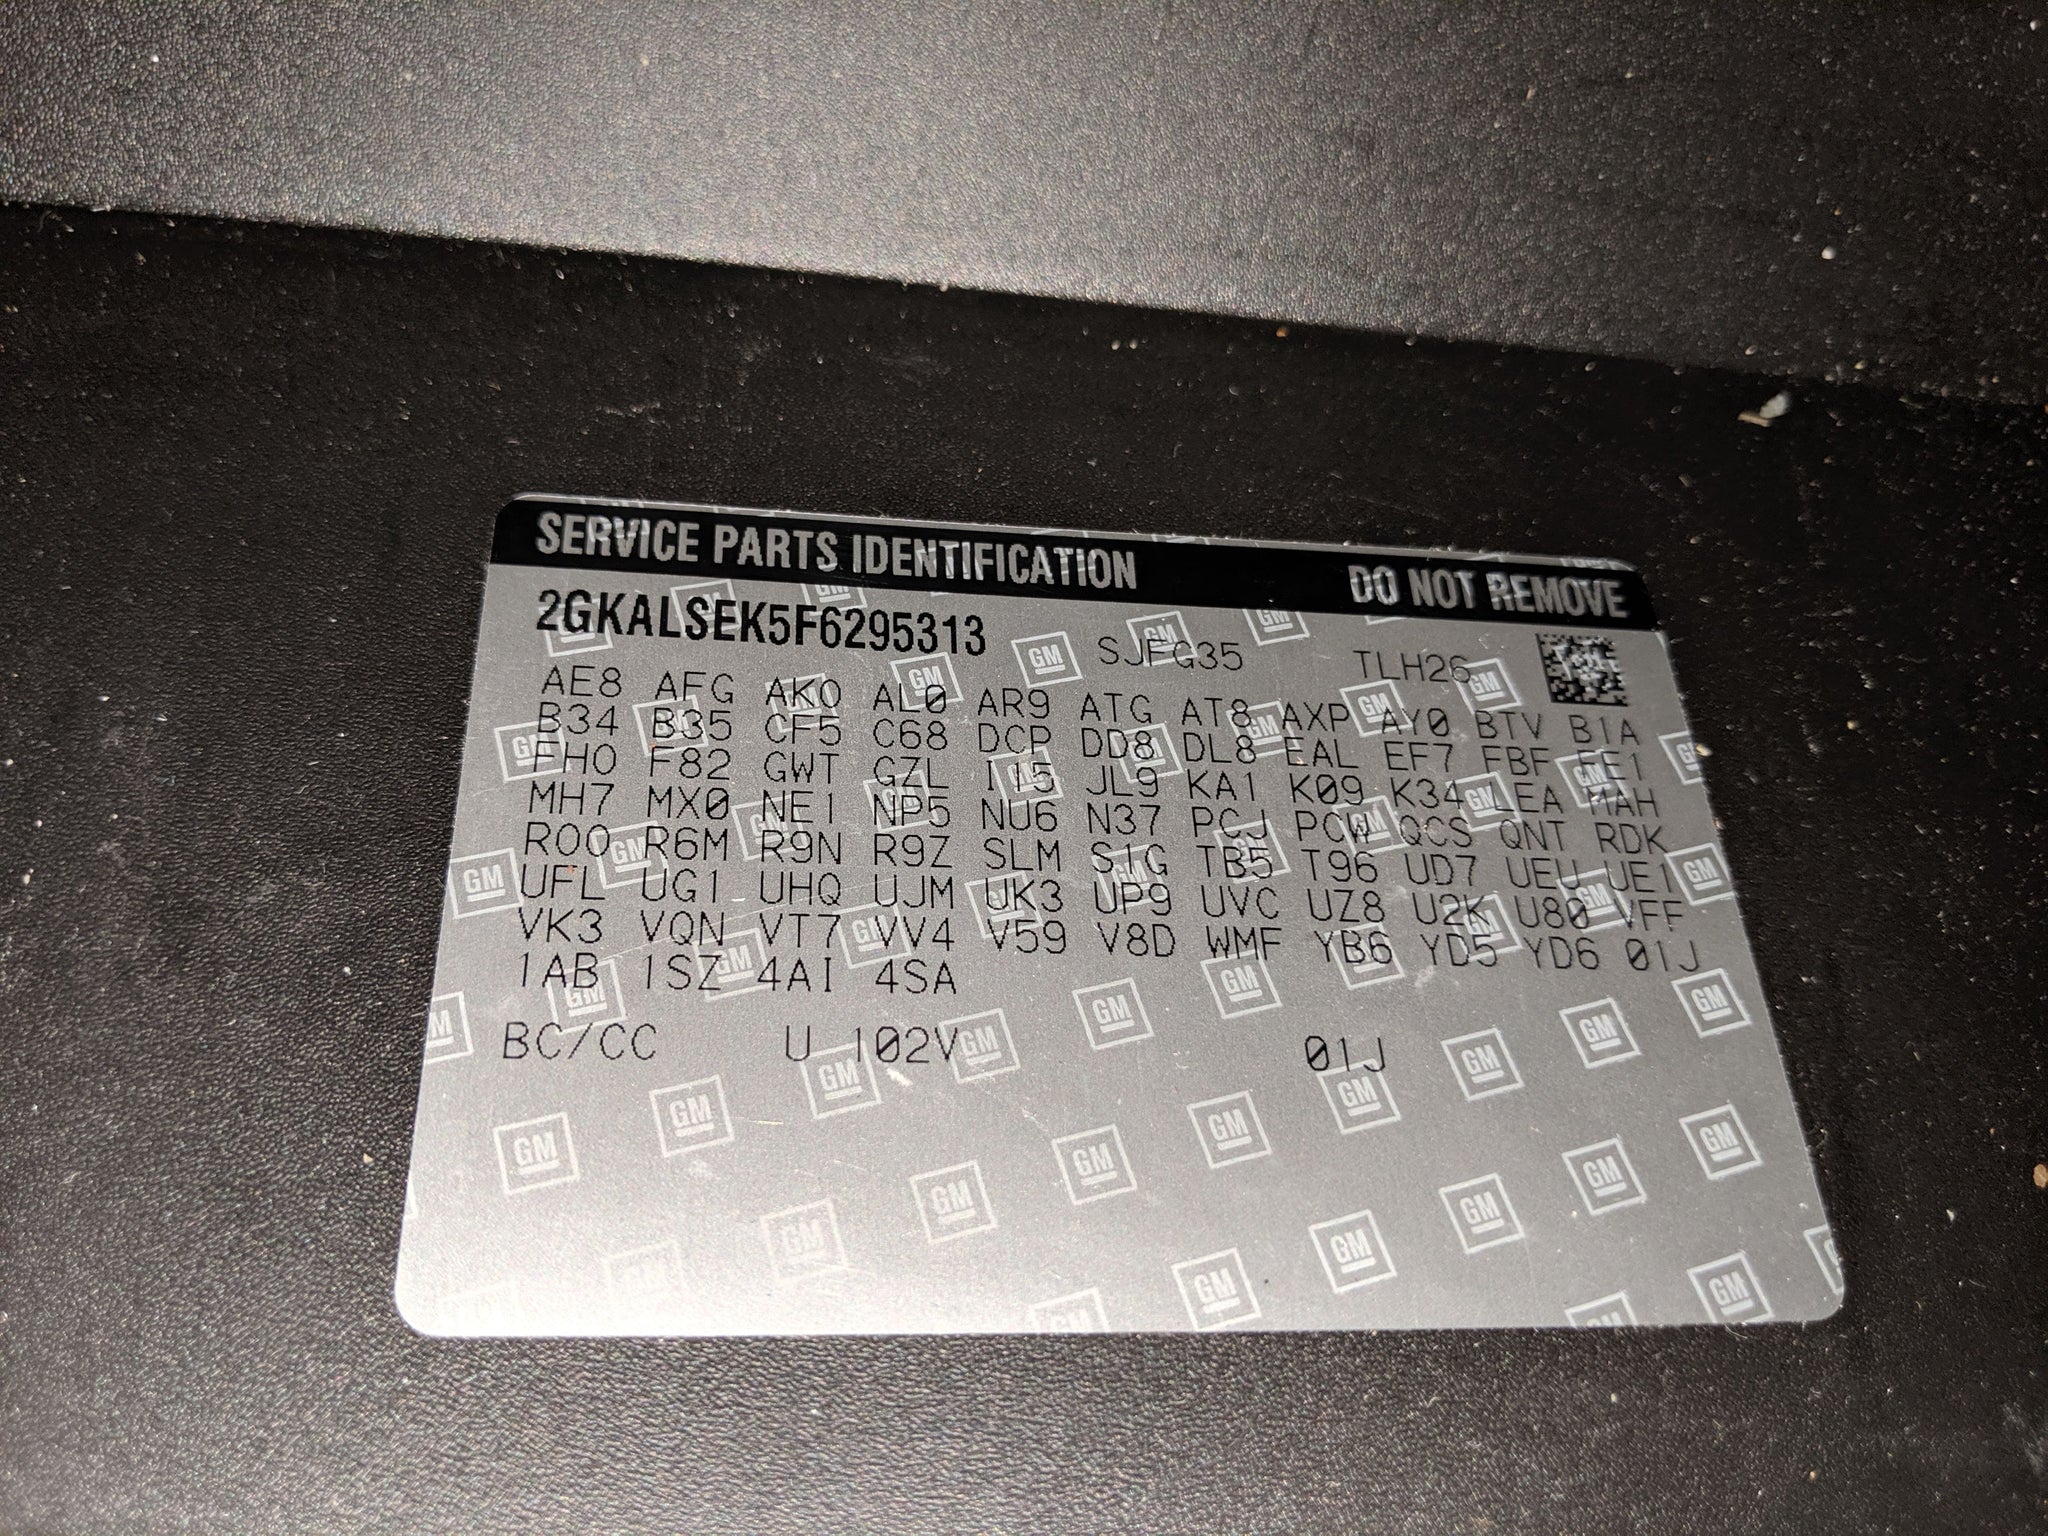 SERVICE PARTS IDENTIFICATION DO NOT REMOVE
2GKALSEK5F6295313 SJFG35 TLH26
AE8 AFG AKO AL0 AR9 ATG AT8 AXP AY0 BTV B1A
B34 B35 CF5 C68 DCP DD8 DL8 EAL EF7 FBF FE1
FHO F82 GWT GZL JL9 KA1 K09 K34 LEA MAH
MH7 MX0 NE1 NP5 NU6 N37 PCJ PCW QCS QNT RDK
ROO R6M R9N R9Z SLM S1G TB5 T96 UD7 UEU UE1
UFL UG1 UHQ UJM UK3 UP9 UVC UZ8 U2K U80 VFF
VK3 VQN VT7 VV4 V59 V8D WMF YB6 YD5 YD6 01J
1AB 1SZ 4AI 4SA
BC/CC U 102V 01J